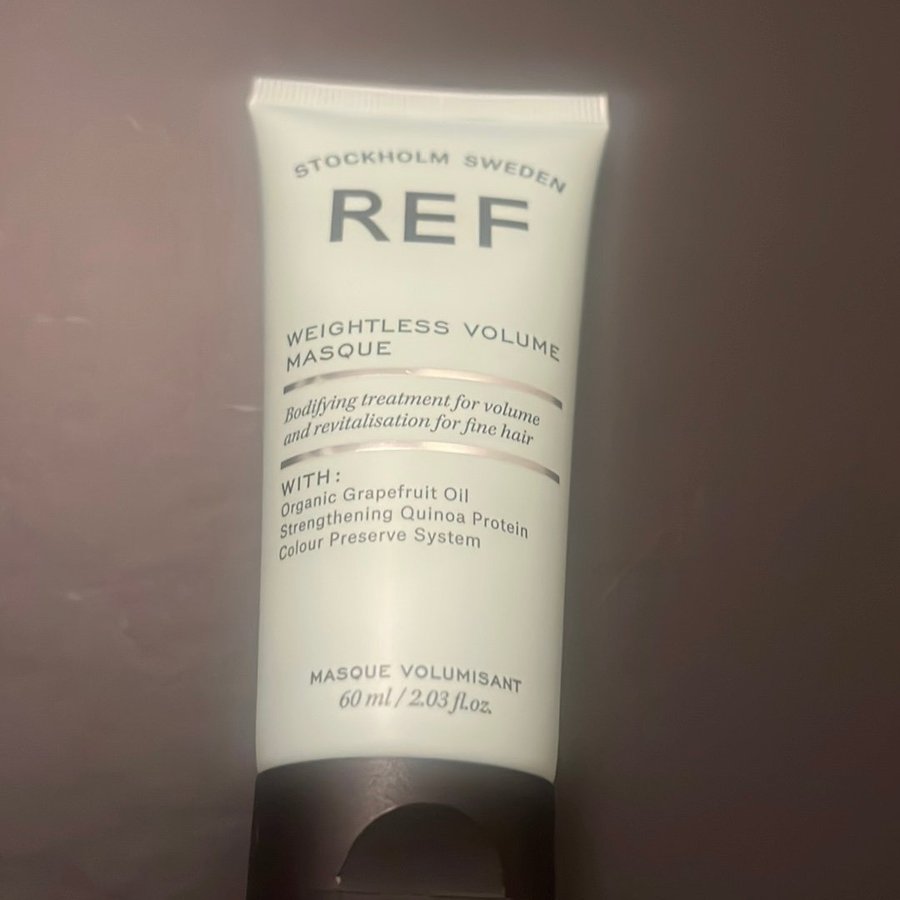 STOCKHOLM SWEDEN
REF
WEIGHTLESS VOLUME
MASQUE
Bodifying treatment for volume
and revitalisation for fine hair
WITH:
Organic Grapefruit Oil
Strengthening Quinoa Protein
Colour Preserve System
MASQUE VOLUMISANT
60 ml / 2.03 fl.oz.